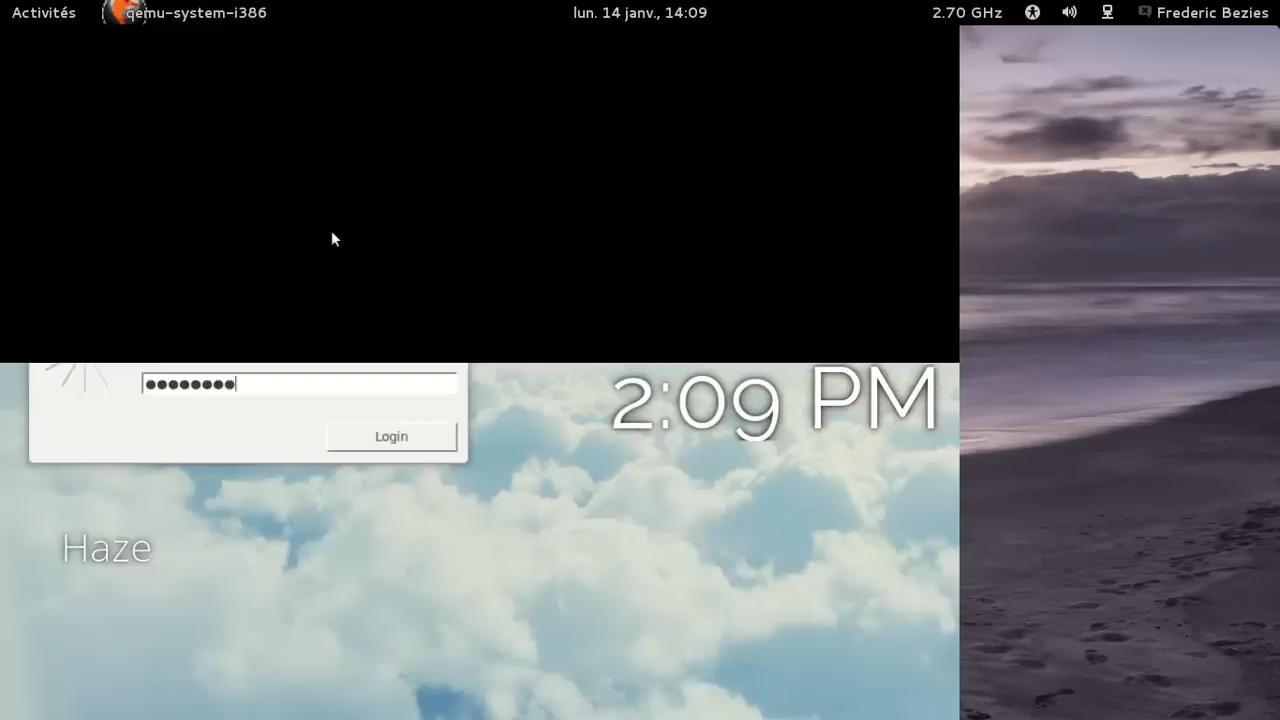 Activités qemu-system-i386 lun. 14 janv., 14:09 2.70 GHz Frederic Bezies
●●●●●●●●
2:09 PM
Login
Haze